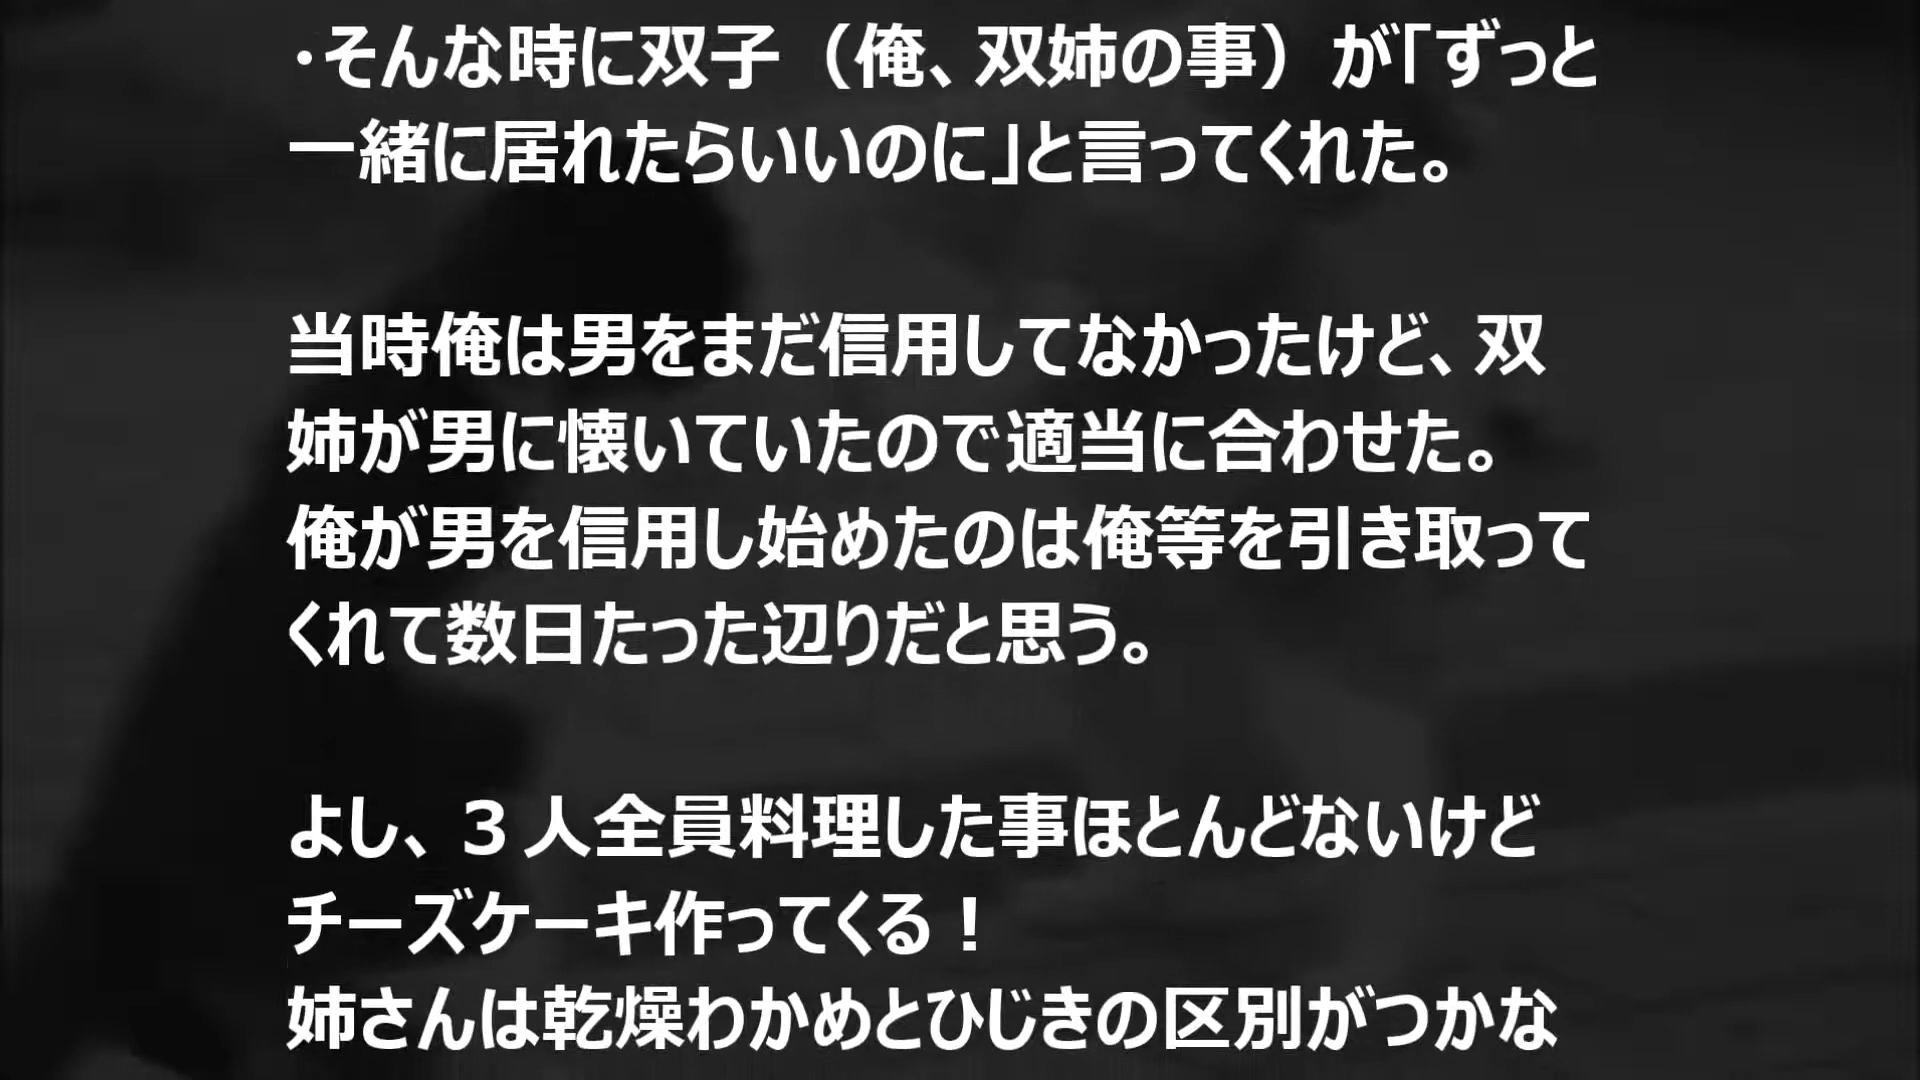 ・そんな時に双子（俺、双姉の事）が「ずっと
一緒に居れたらいいのに」と言ってくれた。
当時俺は男をまだ信用してなかったけど、双
姉が男に懐いていたので適当に合わせた。
俺が男を信用し始めたのは俺等を引き取って
くれて数日たった辺りだと思う。
よし、３人全員料理した事ほとんどないけど
チーズケーキ作ってくる！
姉さんは乾燥わかめとひじきの区別がつかな